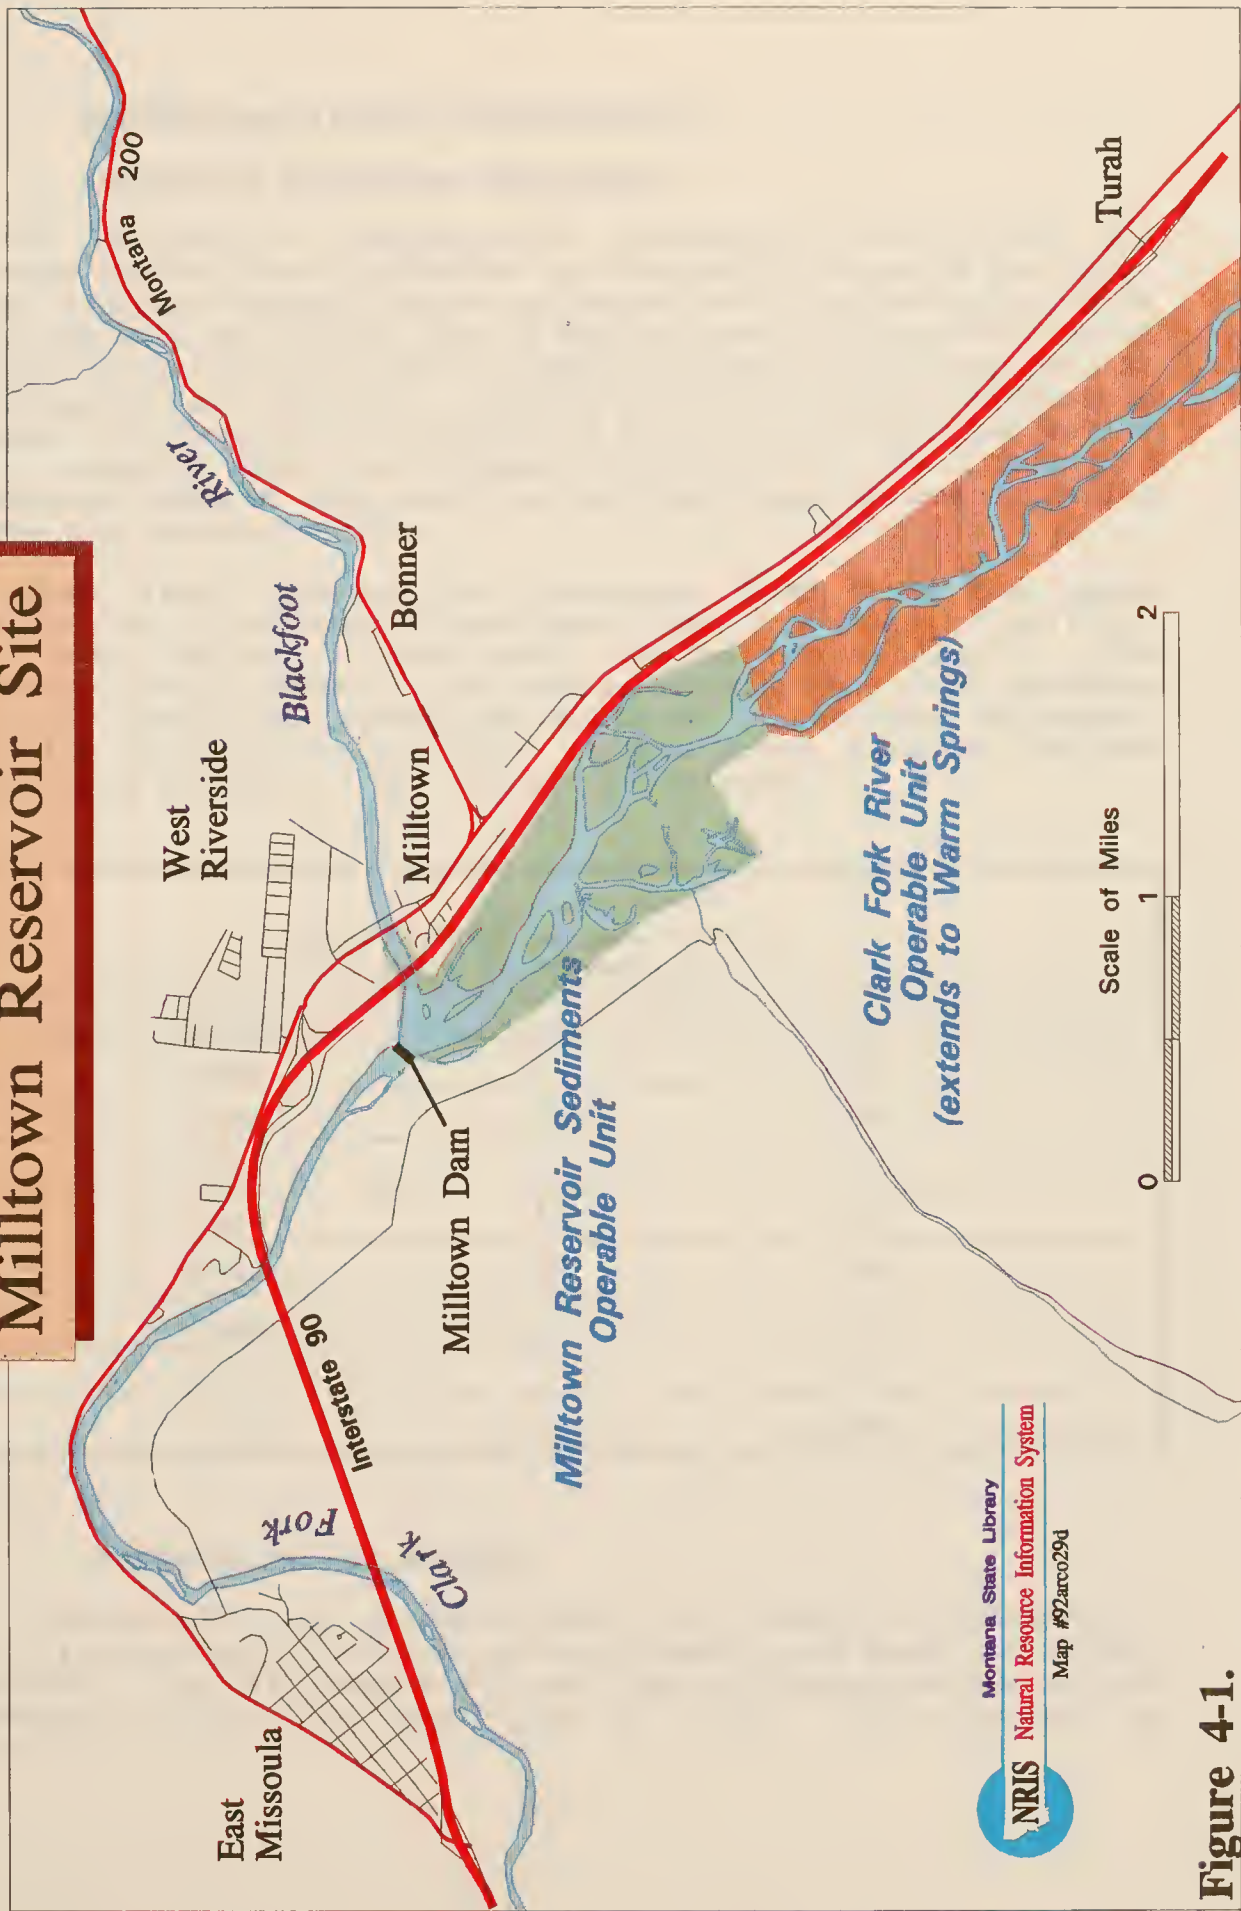 Milltown Reservoir Site
Montana 200
River
Blackfoot
West
Riverside
Bonner
Milltown
Turah
East
Missoula
Interstate 90
Fork
Clark
Milltown Dam
Milltown Reservoir Sediments
Operable Unit
Clark Fork River
Operable Unit
(extends to Warm Springs)
Scale of Miles
0 1 2
Montana State Library
NRIS Natural Resource Information System
Map #92arco29d
Figure 4-1.